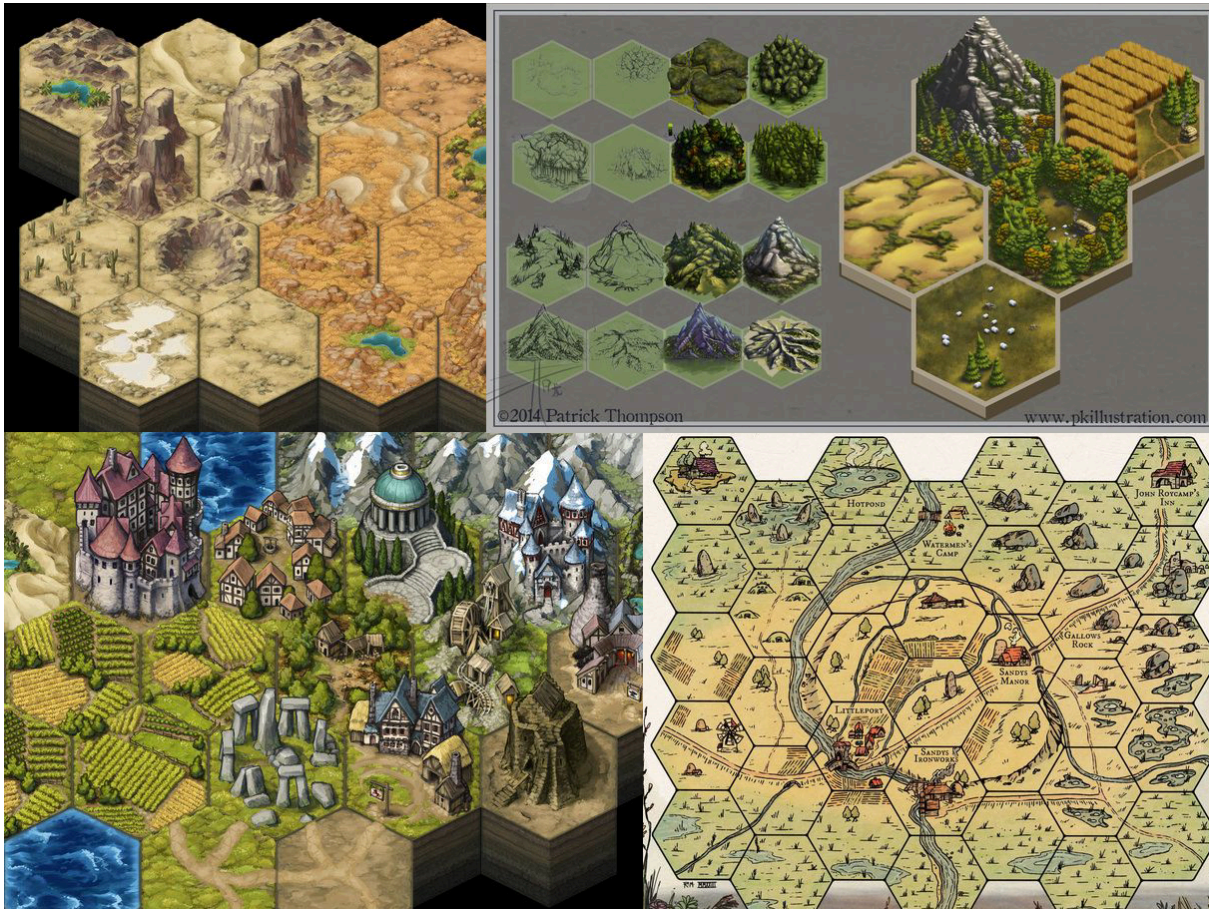 ©2014 Patrick Thompson
www.pkillustration.com
HOTPOND
JOHN ROYCAMP'S
INN
WATERMEN'S
CAMP
GALLOWS
ROCK
SANDYS
MANOR
LITTLEPORT
SANDYS
IRONWORKS